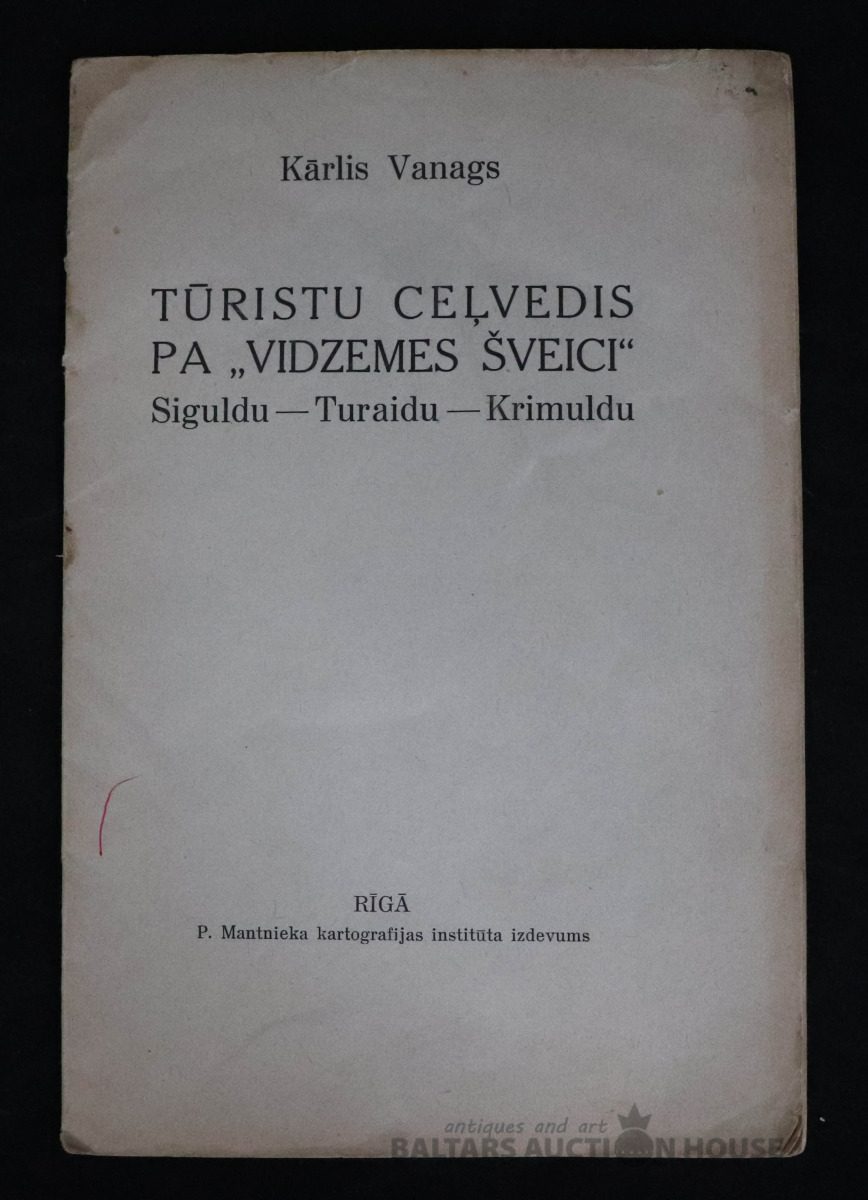 Kārlis Vanags
TŪRISTU CEĻVEDIS
PA „VIDZEMES ŠVEICI“
Siguldu — Turaidu — Krimuldu
RĪGĀ
P. Mantnieka kartografijas institūta izdevums
antiques and art
BALTARS AUCTION HOUSE